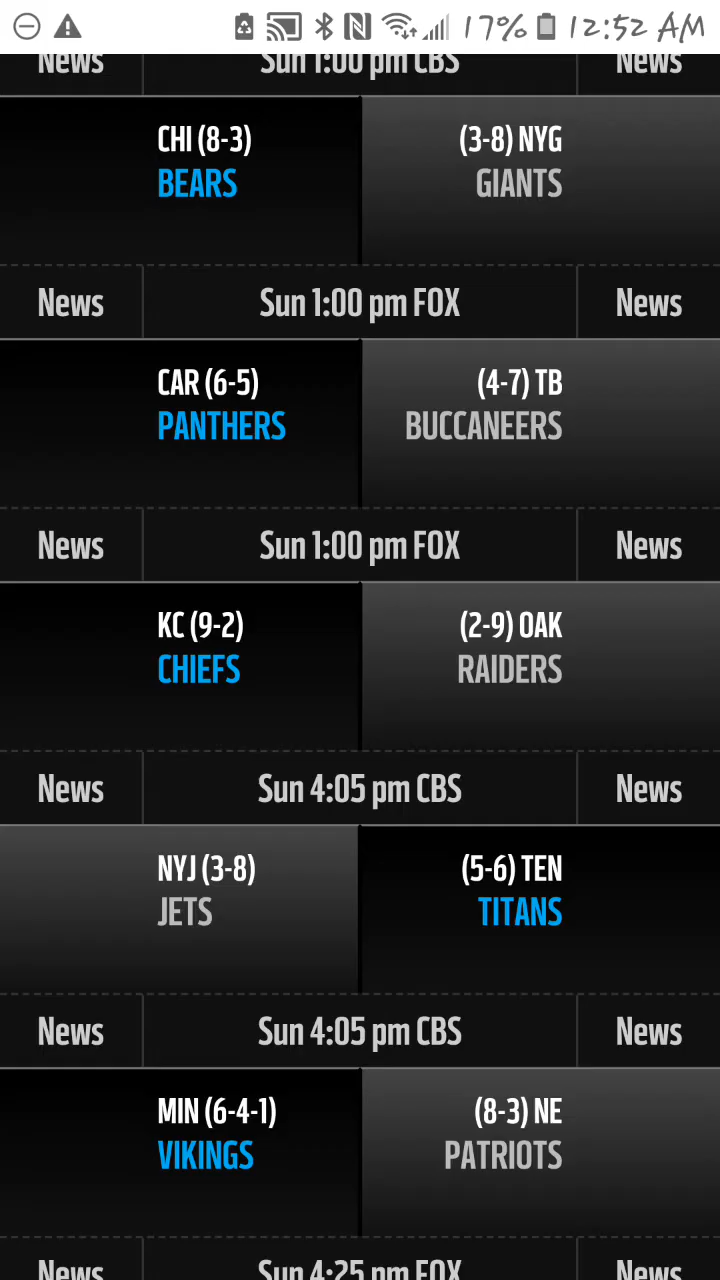 17% 12:52 AM
News Sun 1:00 pm CBS News
CHI (8-3) (3-8) NYG
BEARS GIANTS
News Sun 1:00 pm FOX News
CAR (6-5) (4-7) TB
PANTHERS BUCCANEERS
News Sun 1:00 pm FOX News
KC (9-2) (2-9) OAK
CHIEFS RAIDERS
News Sun 4:05 pm CBS News
NYJ (3-8) (5-6) TEN
JETS TITANS
News Sun 4:05 pm CBS News
MIN (6-4-1) (8-3) NE
VIKINGS PATRIOTS
News Sun 4:25 pm FOX News